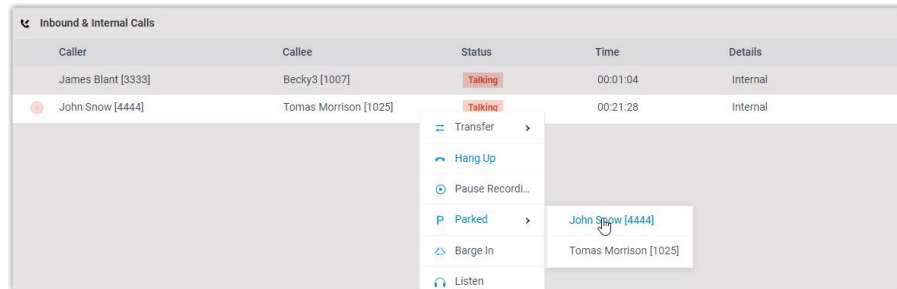 Inbound & Internal Calls
Caller Callee Status Time Details
James Blant [3333] Becky3 [1007] Talking 00:01:04 Internal
John Snow [4444] Tomas Morrison [1025] Talking 00:21:28 Internal
Transfer
Hang Up
Pause Recordi...
P Parked John Snow [4444]
Barge In Tomas Morrison [1025]
Listen